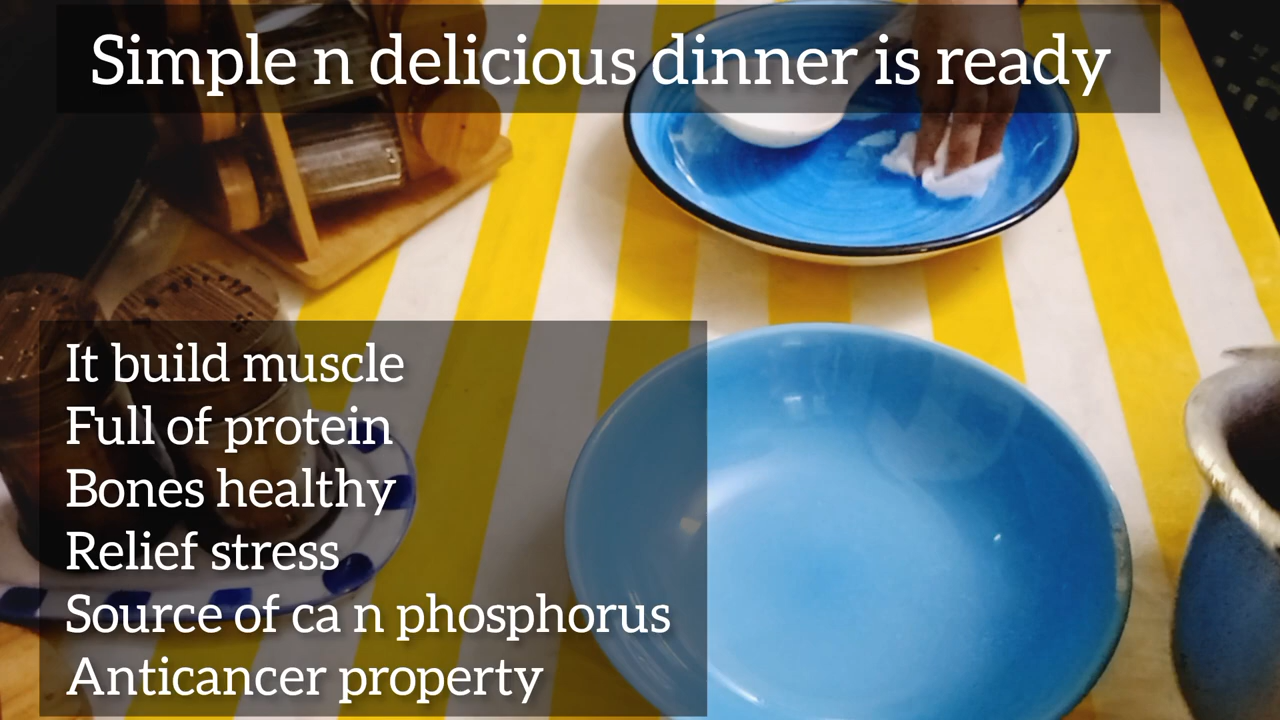 Simple n delicious dinner is ready
It build muscle
Full of protein
Bones healthy
Relief stress
Source of ca n phosphorus
Anticancer property